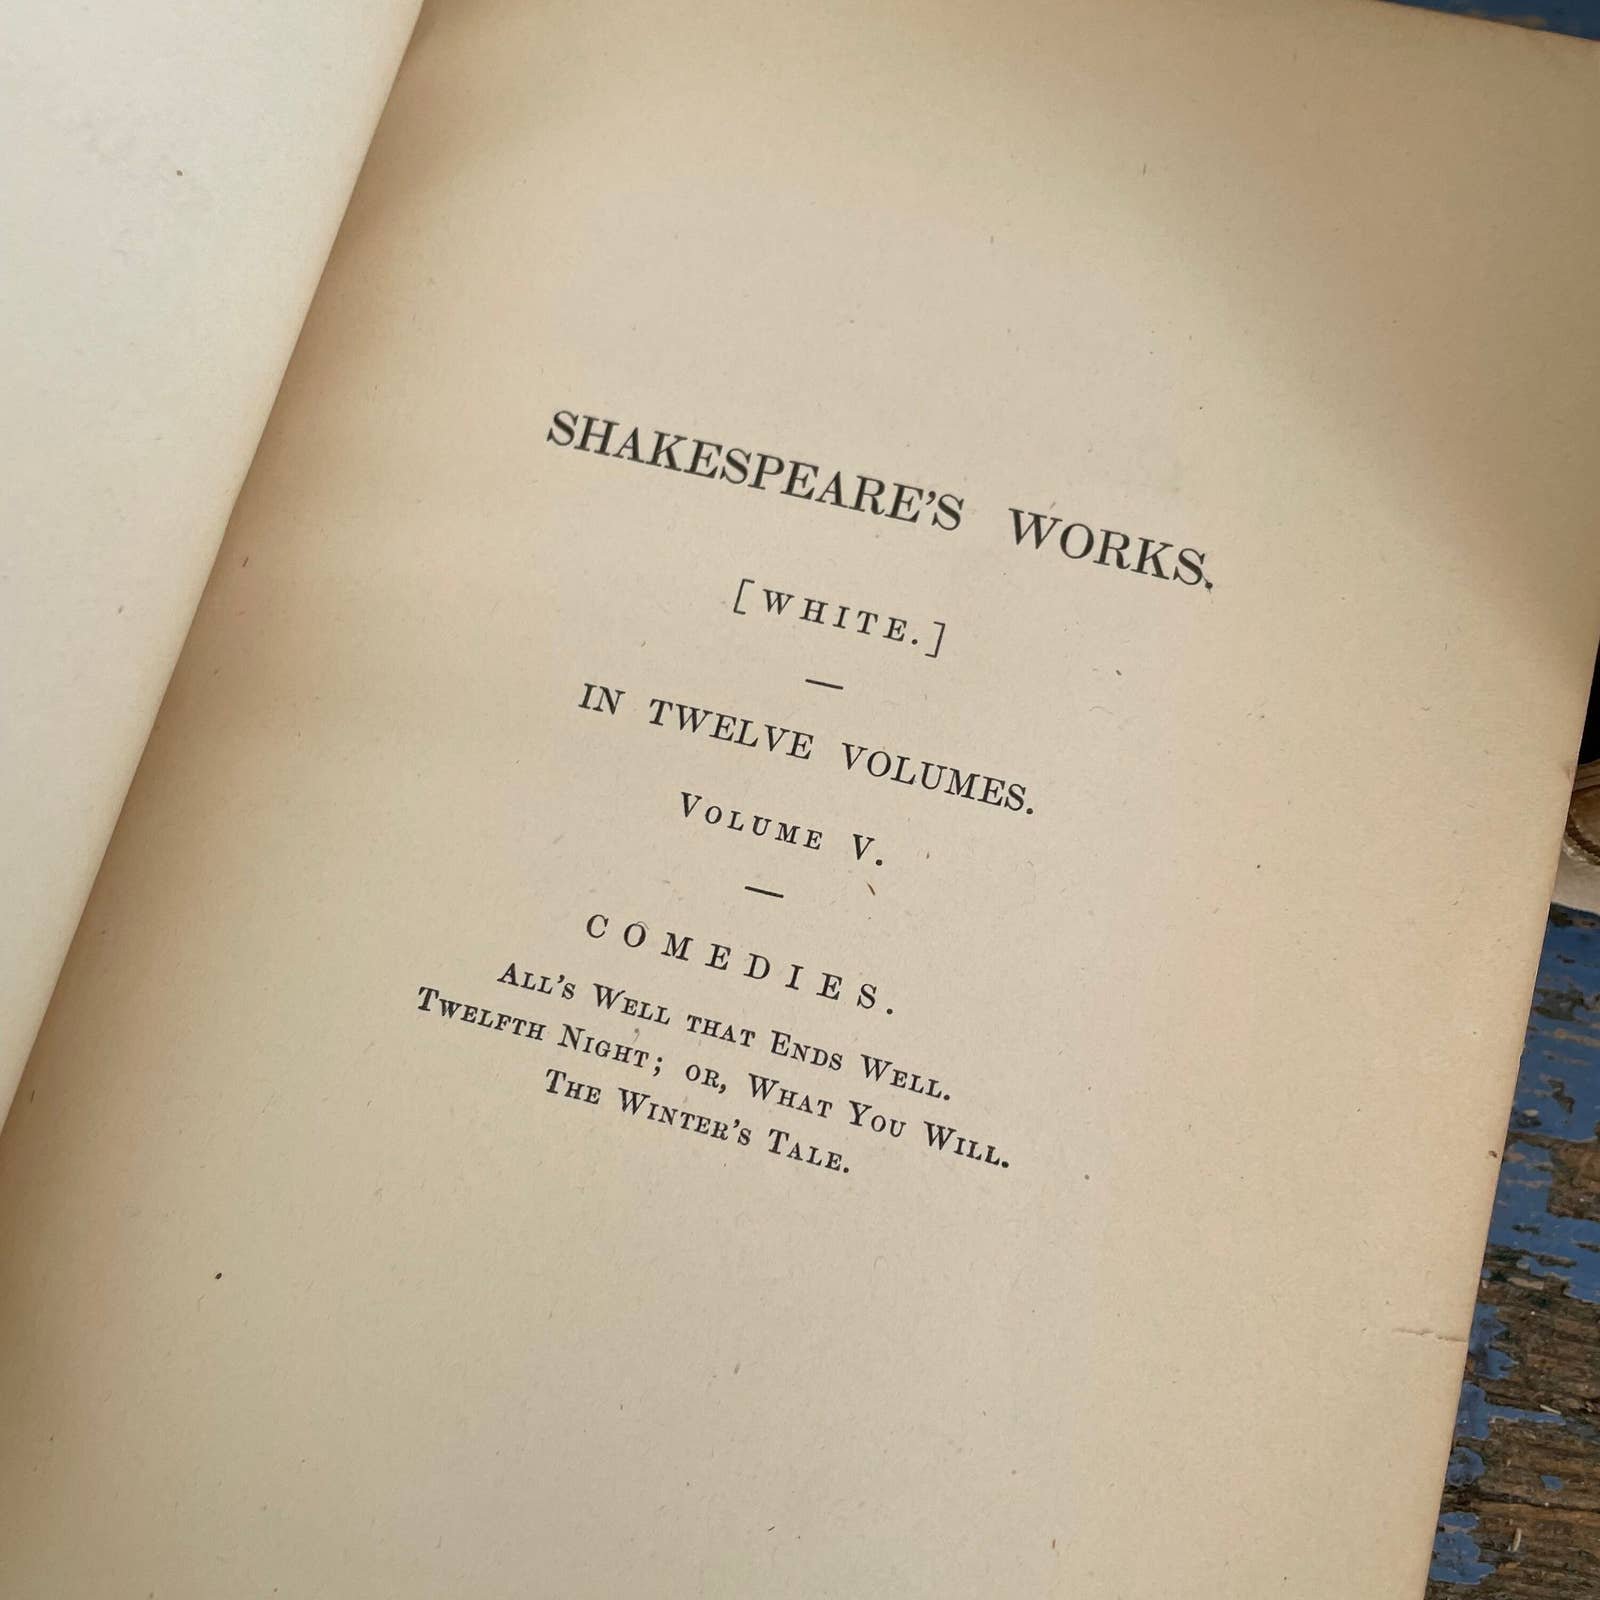 SHAKESPEARE'S WORKS.
[WHITE.]
—
IN TWELVE VOLUMES.
VOLUME V.
—
COMEDIES.
ALL'S WELL THAT ENDS WELL.
TWELFTH NIGHT; OR, WHAT YOU WILL.
THE WINTER'S TALE.